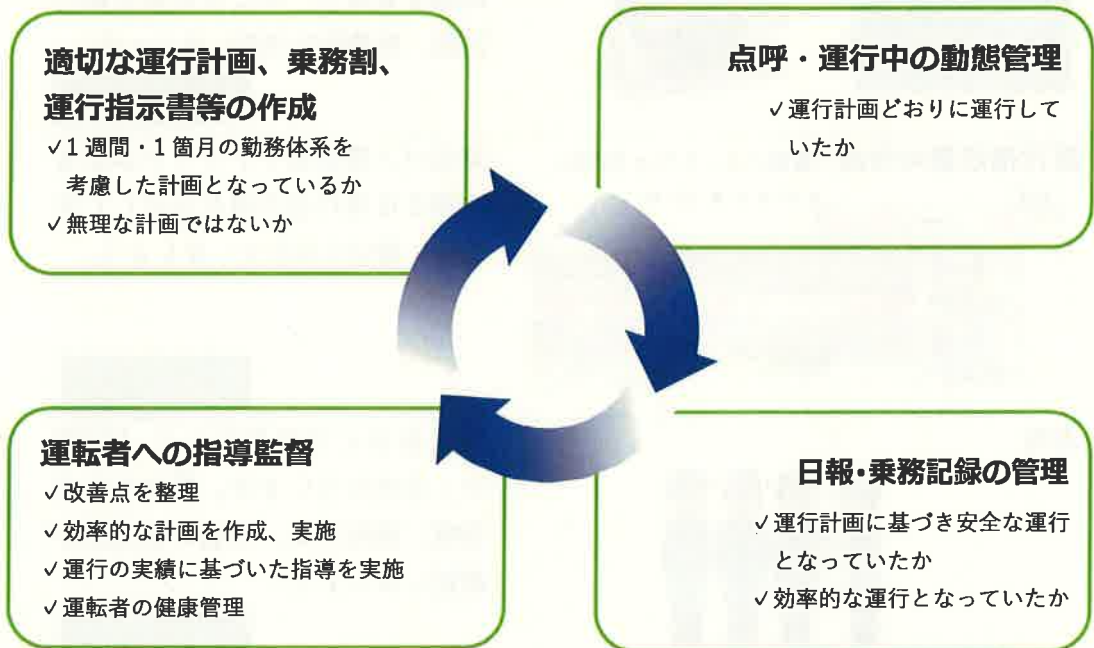 適切な運行計画、乗務割、
運行指示書等の作成
✓1週間・1箇月の勤務体系を
考慮した計画となっているか
✓無理な計画ではないか
点呼・運行中の動態管理
✓運行計画どおりに運行して
いたか
運転者への指導監督
✓改善点を整理
✓効率的な計画を作成、実施
✓運行の実績に基づいた指導を実施
✓運転者の健康管理
日報・乗務記録の管理
✓運行計画に基づき安全な運行
となっていたか
✓効率的な運行となっていたか